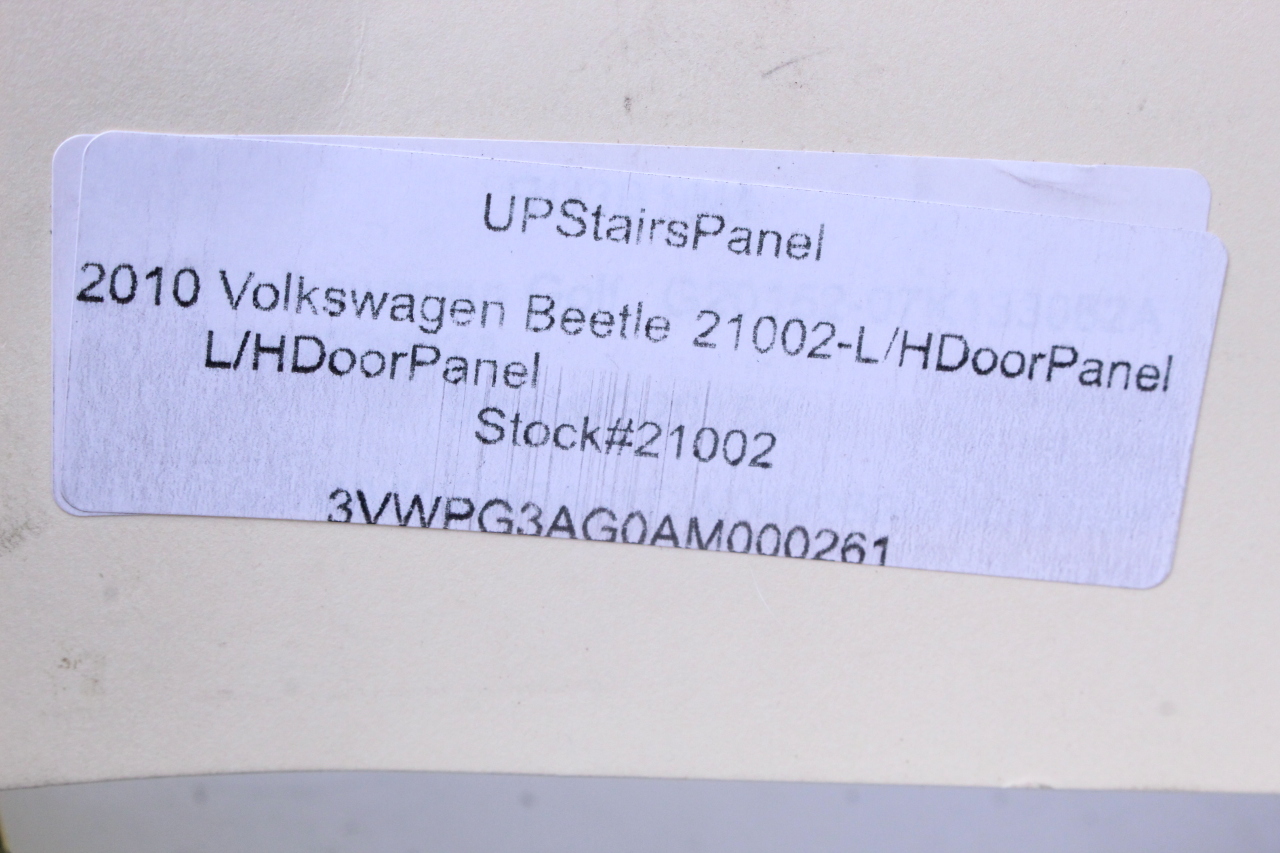 UPStairsPanel
2010 Volkswagen Beetle 21002-L/HDoorPanel
L/HDoorPanel
Stock#21002
3VWPG3AG0AM000261